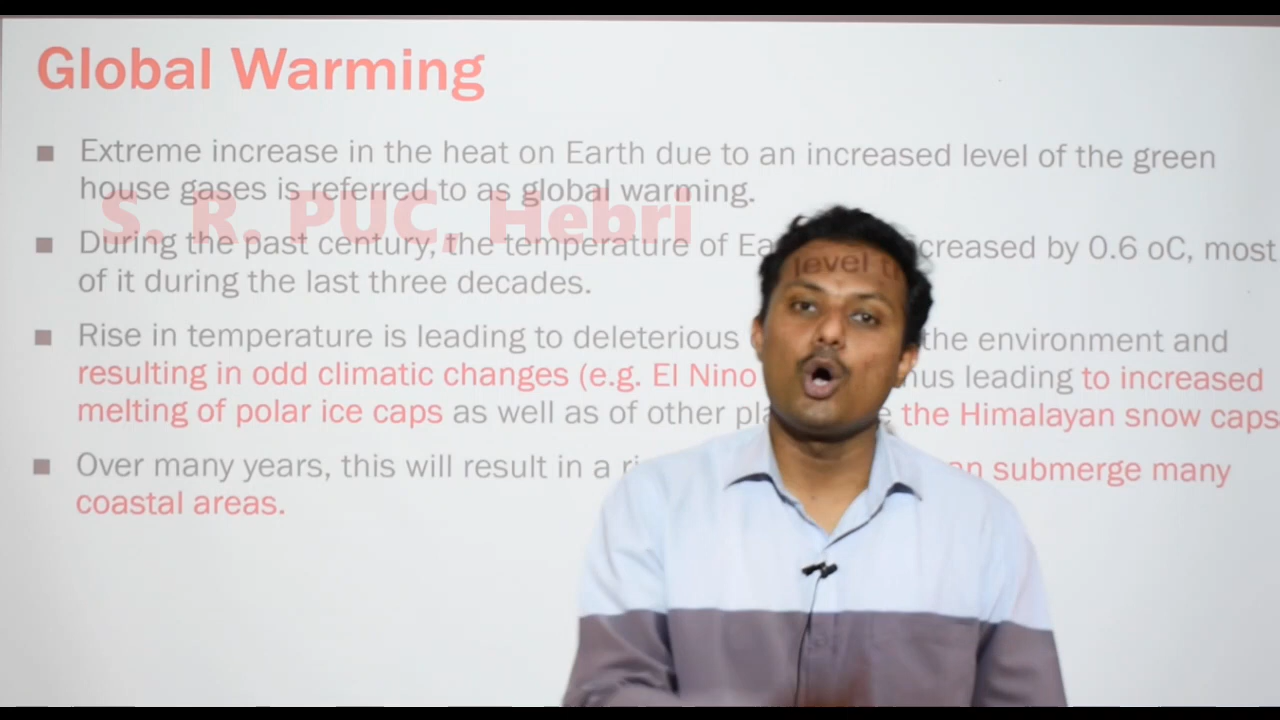 Global Warming
Extreme increase in the heat on Earth due to an increased level of the green
house gases is referred to as global warming.
S. R. PUC, Hebri
During the past century, the temperature of Ea creased by 0.6 oC, most
of it during the last three decades.
Rise in temperature is leading to deleterious the environment and
resulting in odd climatic changes (e.g. El Nino hus leading to increased
melting of polar ice caps as well as of other pla the Himalayan snow caps
level
Over many years, this will result in a an submerge many
coastal areas.